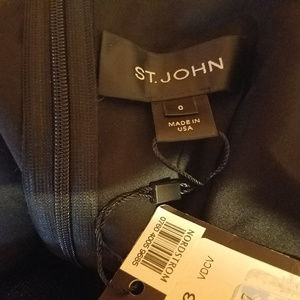 ST. JOHN
0
MADE IN
USA
NORDSTROM
VDCV